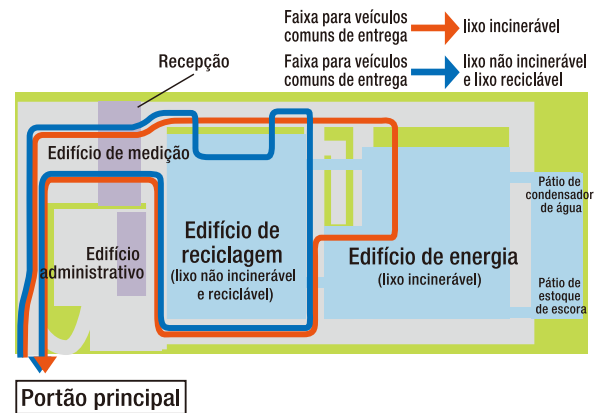 Faixa para veículos
comuns de entrega
lixo incinerável
Faixa para veículos
comuns de entrega
lixo não incinerável
e lixo reciclável
Recepção
Edifício de medição
Edifício
administrativo
Edifício de
reciclagem
(lixo não incinerável
e reciclável)
Edifício de energia
(lixo incinerável)
Pátio de
condensador
de água
Pátio de
estoque
de escora
Portão principal